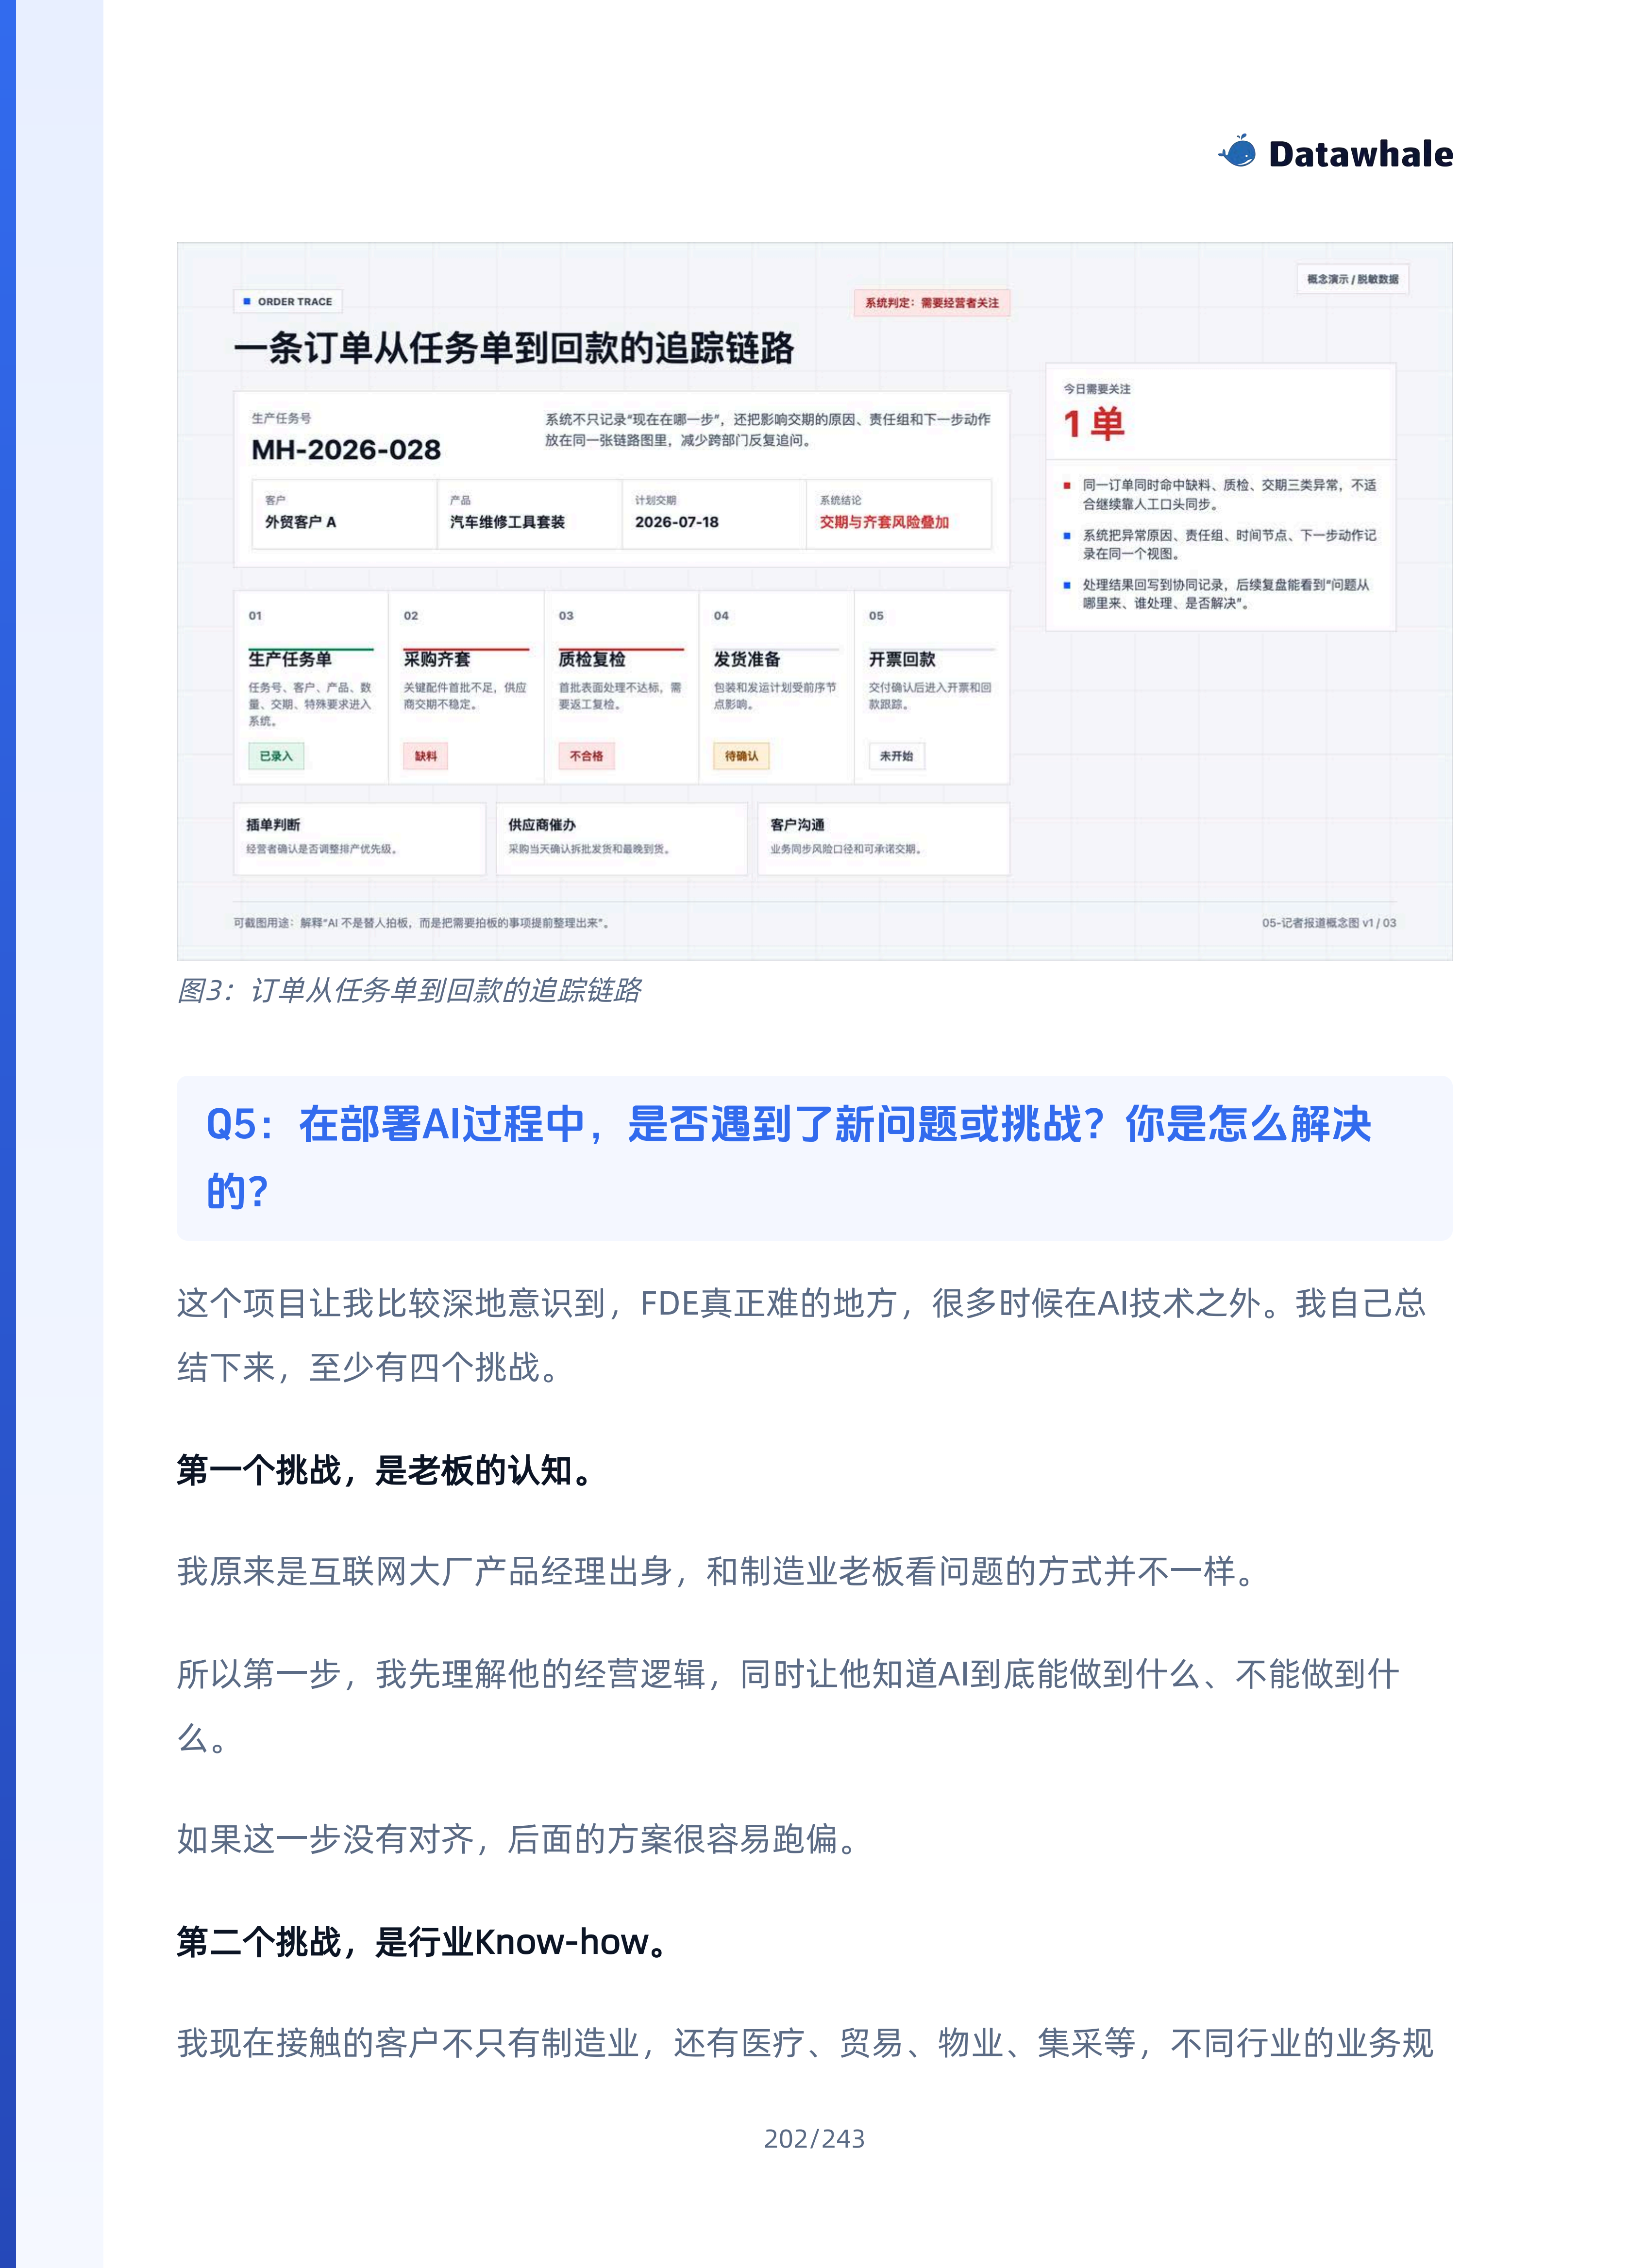 Datawhale
概念演示 / 脱敏数据
ORDER TRACE
系统判定：需要经营者关注
一条订单从任务单到回款的追踪链路
生产任务号
MH-2026-028
系统不只记录“现在在哪一步”，还把影响交期的原因、责任组和下一步动作
放在同一张链路图里，减少跨部门反复追问。
客户
外贸客户 A
产品
汽车维修工具套装
计划交期
2026-07-18
系统结论
交期与齐套风险叠加
今日需要关注
1 单
同一订单同时命中缺料、质检、交期三类异常，不适
合继续靠人工口头同步。
系统把异常原因、责任组、时间节点、下一步动作记
录在同一个视图。
处理结果回写到协同记录，后续复盘能看到“问题从
哪里来、谁处理、是否解决”。
01
生产任务单
任务号、客户、产品、数
量、交期、特殊要求进入
系统。
已录入
02
采购齐套
关键配件首批不足，供应
商交期不稳定。
缺料
03
质检复检
首批表面处理不达标，需
要返工复检。
不合格
04
发货准备
包装和发运计划受前序节
点影响。
待确认
05
开票回款
交付确认后进入开票和回
款跟踪。
未开始
插单判断
经营者确认是否调整排产优先级。
供应商催办
采购当天确认拆批发货和最晚到货。
客户沟通
业务同步风险口径和可承诺交期。
可截图用途：解释“AI 不是替人拍板，而是把需要拍板的事项提前整理出来”。
05-记者报道概念图 v1 / 03
图3：订单从任务单到回款的追踪链路
Q5：在部署AI过程中，是否遇到了新问题或挑战？你是怎么解决
的？
这个项目让我比较深地意识到，FDE真正难的地方，很多时候在AI技术之外。我自己总
结下来，至少有四个挑战。
第一个挑战，是老板的认知。
我原来是互联网大厂产品经理出身，和制造业老板看问题的方式并不一样。
所以第一步，我先理解他的经营逻辑，同时让他知道AI到底能做到什么、不能做到什
么。
如果这一步没有对齐，后面的方案很容易跑偏。
第二个挑战，是行业Know-how。
我现在接触的客户不只有制造业，还有医疗、贸易、物业、集采等，不同行业的业务规
202/243